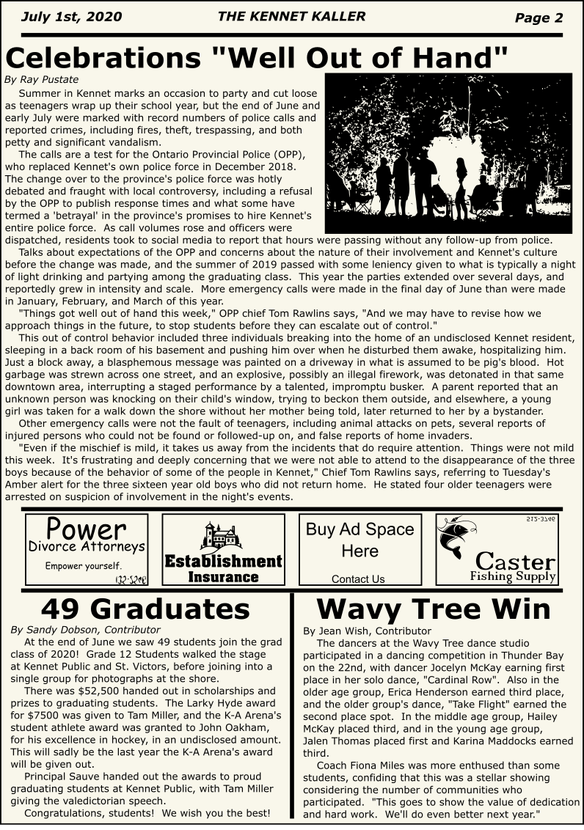 July 1st, 2020
THE KENNET KALLER
Page 2
Celebrations "Well Out of Hand"
By Ray Pustate
Summer in Kennet marks an occasion to party and cut loose
as teenagers wrap up their school year, but the end of June and
early July were marked with record numbers of police calls and
reported crimes, including fires, theft, trespassing, and both
petty and significant vandalism.
The calls are a test for the Ontario Provincial Police (OPP),
who replaced Kennet's own police force in December 2018.
The change over to the province's police force was hotly
debated and fraught with local controversy, including a refusal
by the OPP to publish response times and what some have
termed a 'betrayal' in the province's promises to hire Kennet's
entire police force. As call volumes rose and officers were
dispatched, residents took to social media to report that hours were passing without any follow-up from police.
Talks about expectations of the OPP and concerns about the nature of their involvement and Kennet's culture
before the change was made, and the summer of 2019 passed with some leniency given to what is typically a night
of light drinking and partying among the graduating class. This year the parties extended over several days, and
reportedly grew in intensity and scale. More emergency calls were made in the final day of June than were made
in January, February, and March of this year.
"Things got well out of hand this week," OPP chief Tom Rawlins says, "And we may have to revise how we
approach things in the future, to stop students before they can escalate out of control."
This out of control behavior included three individuals breaking into the home of an undisclosed Kennet resident,
sleeping in a back room of his basement and pushing him over when he disturbed them awake, hospitalizing him.
Just a block away, a blasphemous message was painted on a driveway in what is assumed to be pig's blood. Hot
garbage was strewn across one street, and an explosive, possibly an illegal firework, was detonated in that same
downtown area, interrupting a staged performance by a talented, impromptu busker. A parent reported that an
unknown person was knocking on their child's window, trying to beckon them outside, and elsewhere, a young
girl was taken for a walk down the shore without her mother being told, later returned to her by a bystander.
Other emergency calls were not the fault of teenagers, including animal attacks on pets, several reports of
injured persons who could not be found or followed-up on, and false reports of home invaders.
"Even if the mischief is mild, it takes us away from the incidents that do require attention. Things were not mild
this week. It's frustrating and deeply concerning that we were not able to attend to the disappearance of the three
boys because of the behavior of some of the people in Kennet," Chief Tom Rawlins says, referring to Tuesday's
Amber alert for the three sixteen year old boys who did not return home. He stated four older teenagers were
arrested on suspicion of involvement in the night's events.
Power
Divorce Attorneys
Empower yourself.
Establishment
Insurance
Buy Ad Space
Here
Contact Us
Caster
Fishing Supply
49 Graduates
By Sandy Dobson, Contributor
At the end of June we saw 49 students join the grad
class of 2020! Grade 12 Students walked the stage
at Kennet Public and St. Victors, before joining into a
single group for photographs at the shore.
There was $52,500 handed out in scholarships and
prizes to graduating students. The Larky Hyde award
for $7500 was given to Tam Miller, and the K-A Arena's
student athlete award was granted to John Oakham,
for his excellence in hockey, in an undisclosed amount.
This will sadly be the last year the K-A Arena's award
will be given out.
Principal Sauve handed out the awards to proud
graduating students at Kennet Public, with Tam Miller
giving the valedictorian speech.
Congratulations, students! We wish you the best!
Wavy Tree Win
By Jean Wish, Contributor
The dancers at the Wavy Tree dance studio
participated in a dancing competition in Thunder Bay
on the 22nd, with dancer Jocelyn McKay earning first
place in her solo dance, "Cardinal Row". Also in the
older age group, Erica Henderson earned third place,
and the older group's dance, "Take Flight" earned the
second place spot. In the middle age group, Hailey
McKay placed third, and in the young age group,
Jalen Thomas placed first and Karina Maddocks earned
third.
Coach Fiona Miles was more enthused than some
students, confiding that this was a stellar showing
considering the number of communities who
participated. "This goes to show the value of dedication
and hard work. We'll do even better next year."